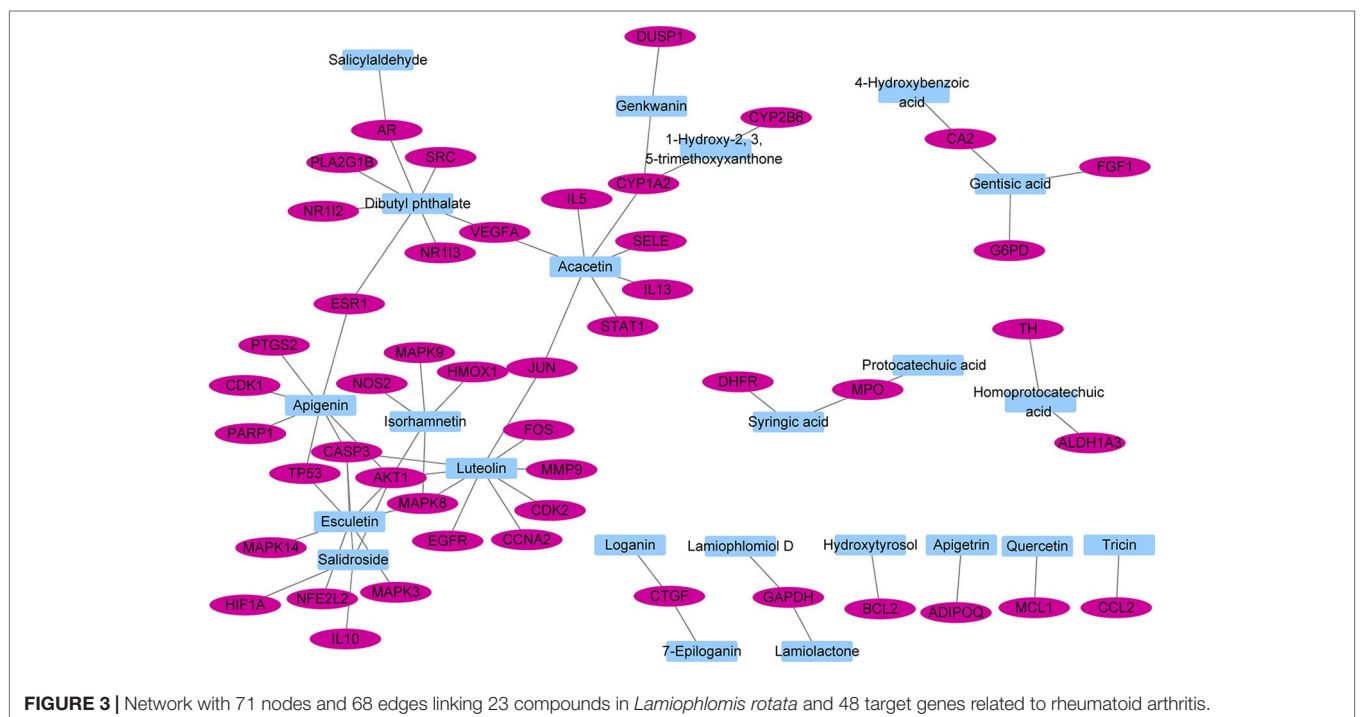 DUSP1
Salicylaldehyde
4-Hydroxybenzoic
acid
Genkwanin
CYP2B6
AR
1-Hydroxy-2, 3,
5-trimethoxyxanthone
CA2
PLA2G1B
SRC
FGF1
CYP1A2
Gentisic acid
IL5
Dibutyl phthalate
NR1I2
VEGFA
SELE
NR1I3
G6PD
Acacetin
IL13
ESR1
STAT1
TH
PTGS2
MAPK9
HMOX1
JUN
Protocatechuic acid
DHFR
MPO
NOS2
CDK1
Homoprotocatechuic
acid
Apigenin
Isorhamnetin
Syringic acid
PARP1
FOS
ALDH1A3
CASP3
TP53
AKT1
Luteolin
MMP9
MAPK8
CDK2
Esculetin
EGFR
CCNA2
MAPK14
Loganin
Lamiophlomiol D
Hydroxytyrosol
Apigetrin
Quercetin
Tricin
Salidroside
HIF1A
NFE2L2
MAPK3
CTGF
GAPDH
BCL2
ADIPOQ
MCL1
CCL2
IL10
7-Epiloganin
Lamiolactone
FIGURE 3 | Network with 71 nodes and 68 edges linking 23 compounds in Lamiophlomis rotata and 48 target genes related to rheumatoid arthritis.